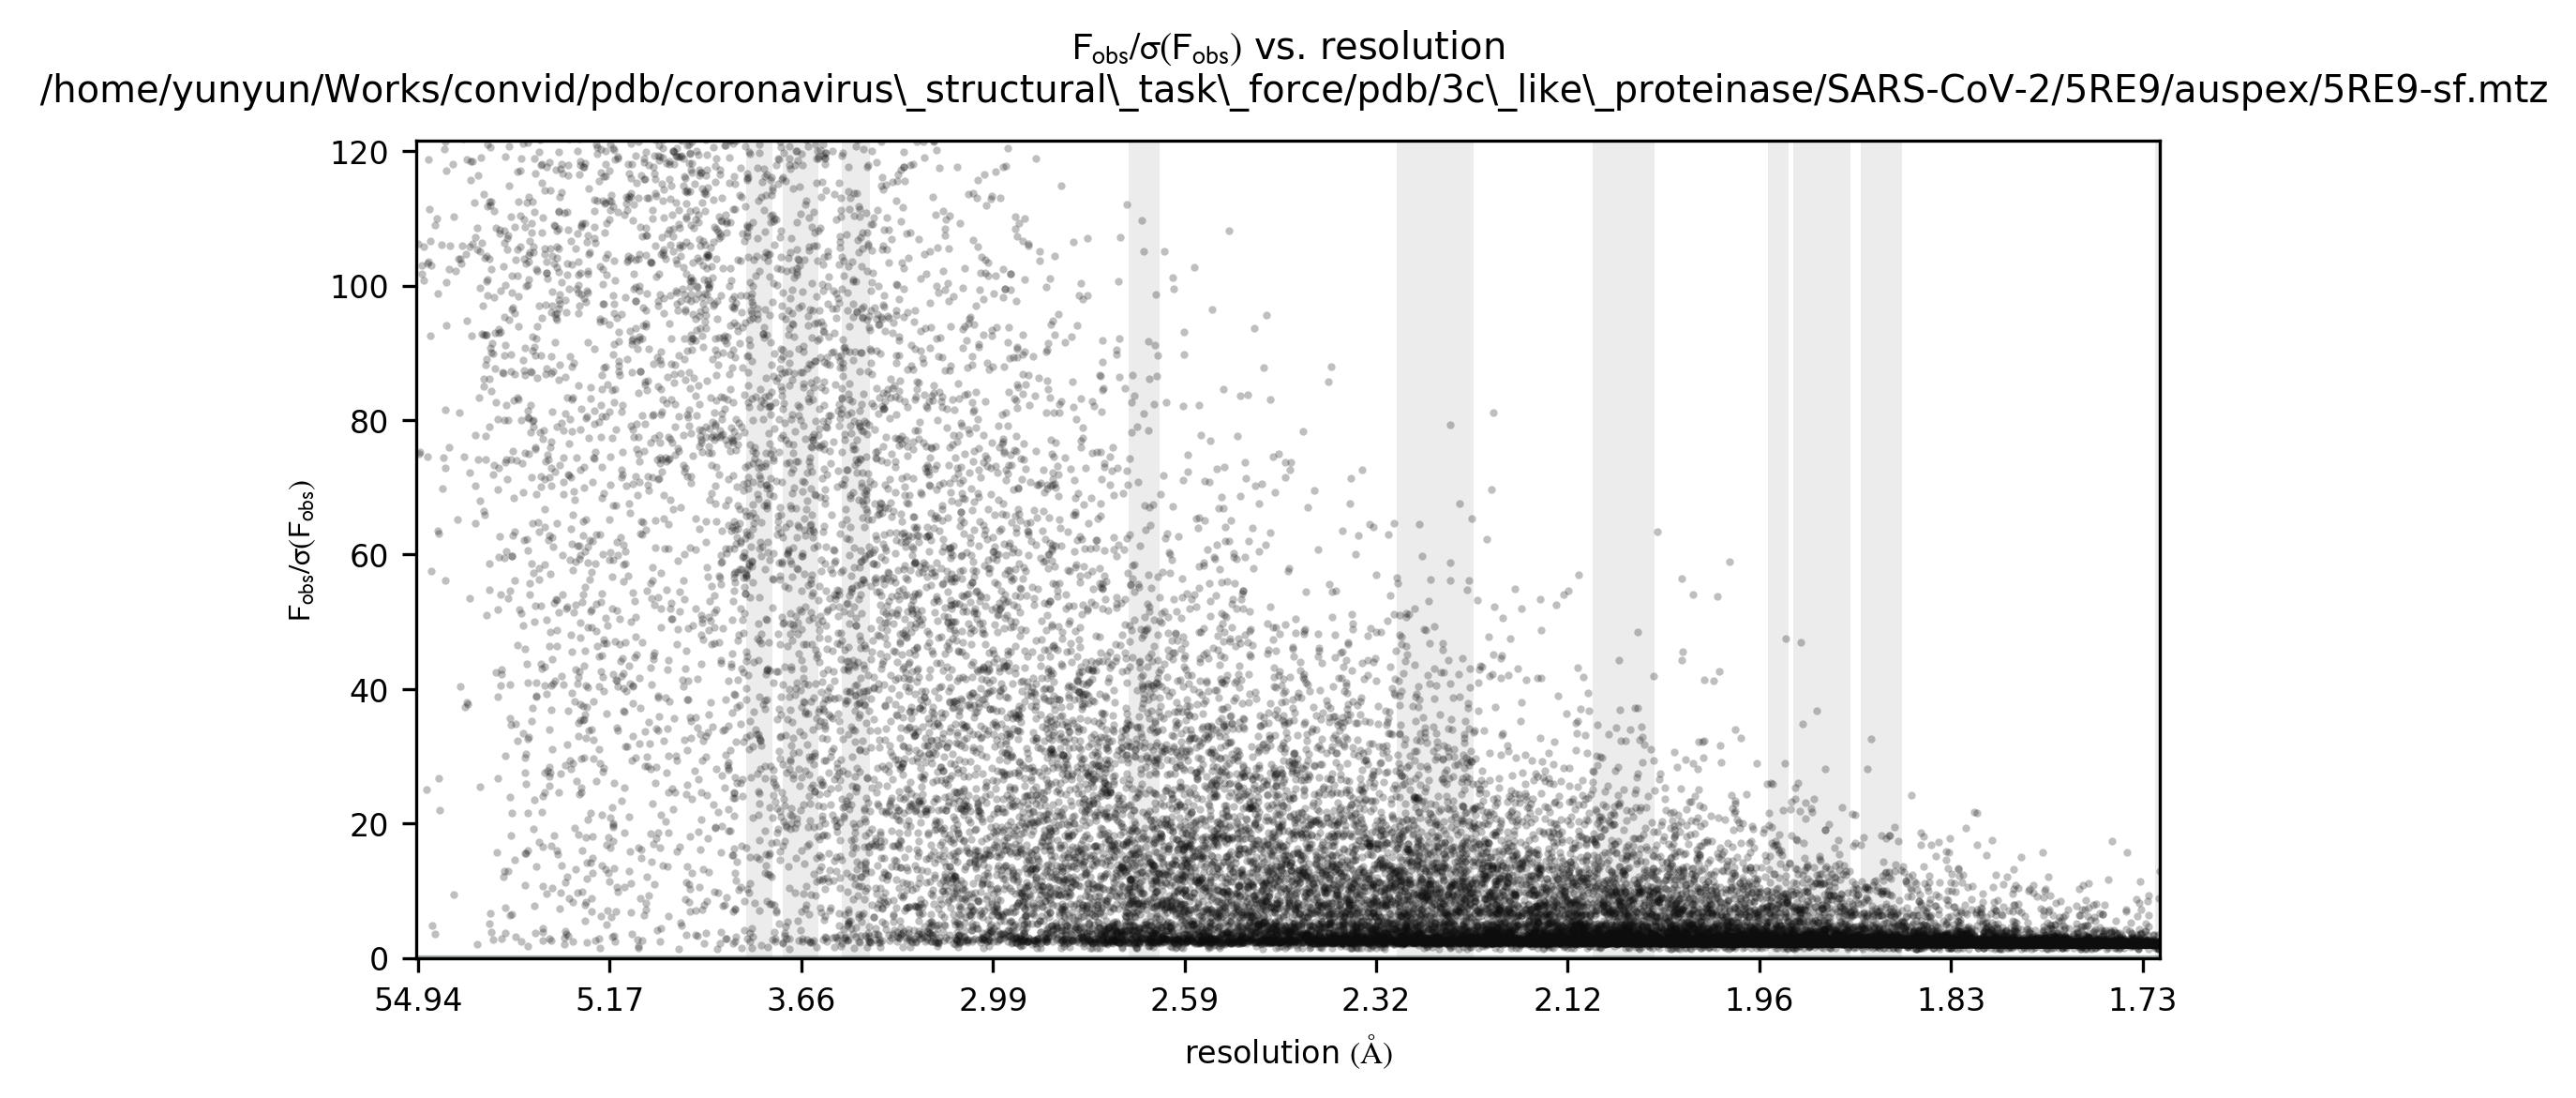 Fobs/σ(Fobs) vs. resolution
/home/yunyun/Works/convid/pdb/coronavirus\_structural\_task\_force/pdb/3c\_like\_proteinase/SARS-CoV-2/5RE9/auspex/5RE9-sf.mtz
120
100
80
60
40
20
0
Fobs/σ(Fobs)
54.94 5.17 3.66 2.99 2.59 2.32 2.12 1.96 1.83 1.73
resolution (Å)